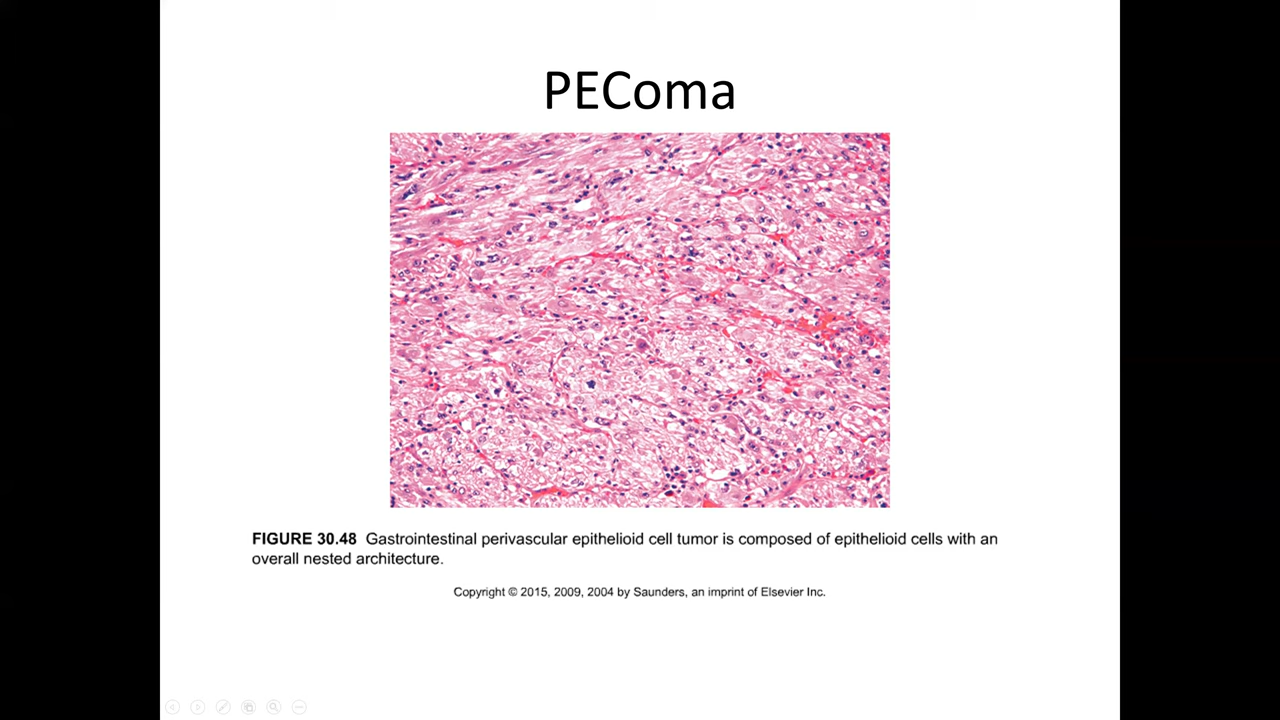 PEComa
FIGURE 30.48 Gastrointestinal perivascular epithelioid cell tumor is composed of epithelioid cells with an
overall nested architecture.
Copyright © 2015, 2009, 2004 by Saunders, an imprint of Elsevier Inc.